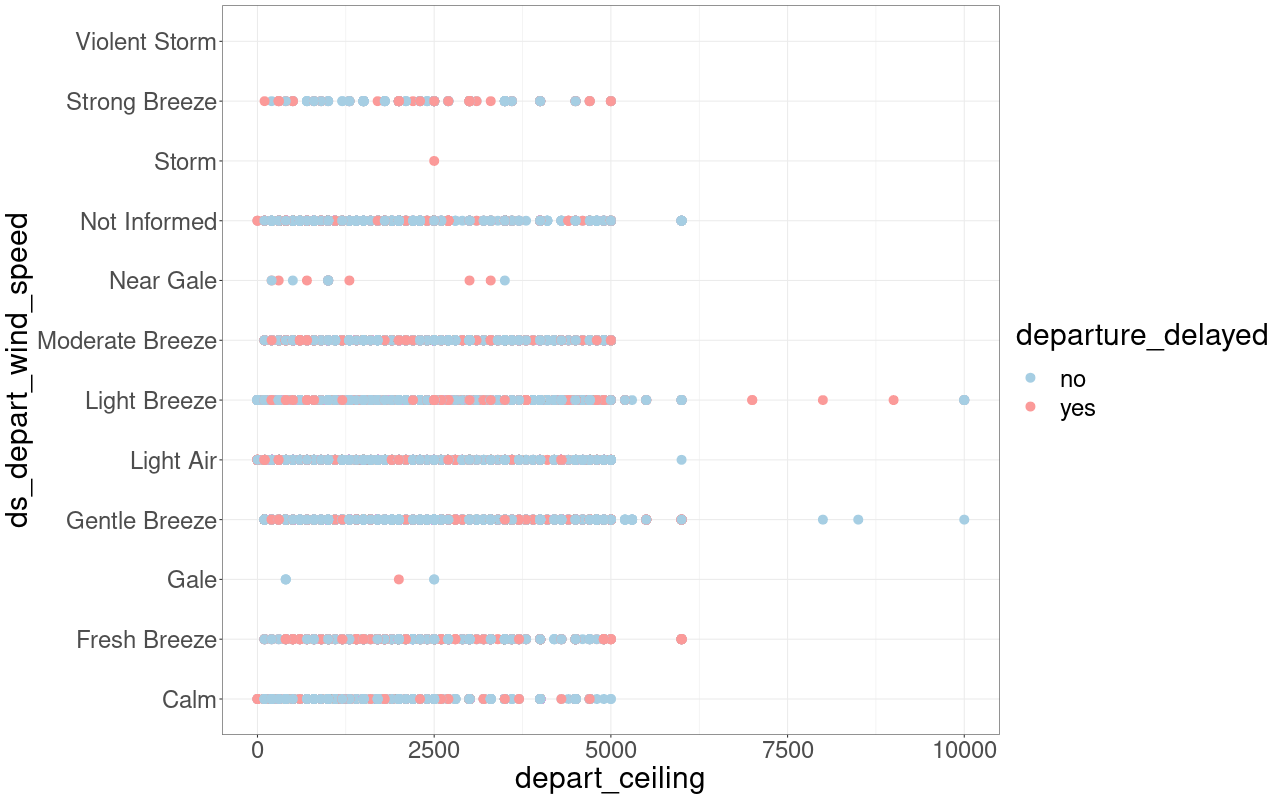 ds_depart_wind_speed
Violent Storm
Strong Breeze
Storm
Not Informed
Near Gale
Moderate Breeze
Light Breeze
Light Air
Gentle Breeze
Gale
Fresh Breeze
Calm
0 2500 5000 7500 10000
depart_ceiling
departure_delayed
no
yes